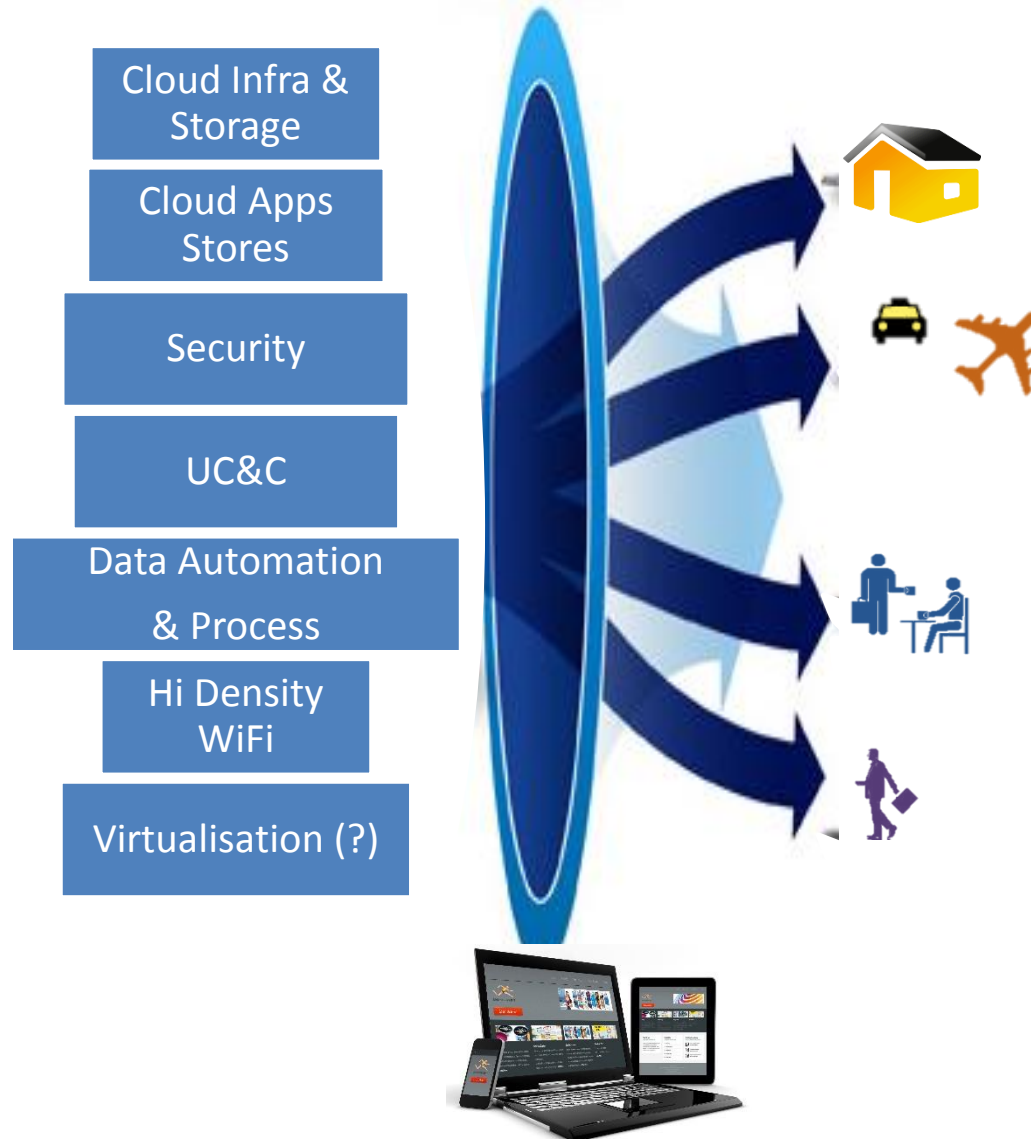 Cloud Infra &
Storage
Cloud Apps
Stores
Security
UC&C
Data Automation
& Process
Hi Density
WiFi
Virtualisation (?)